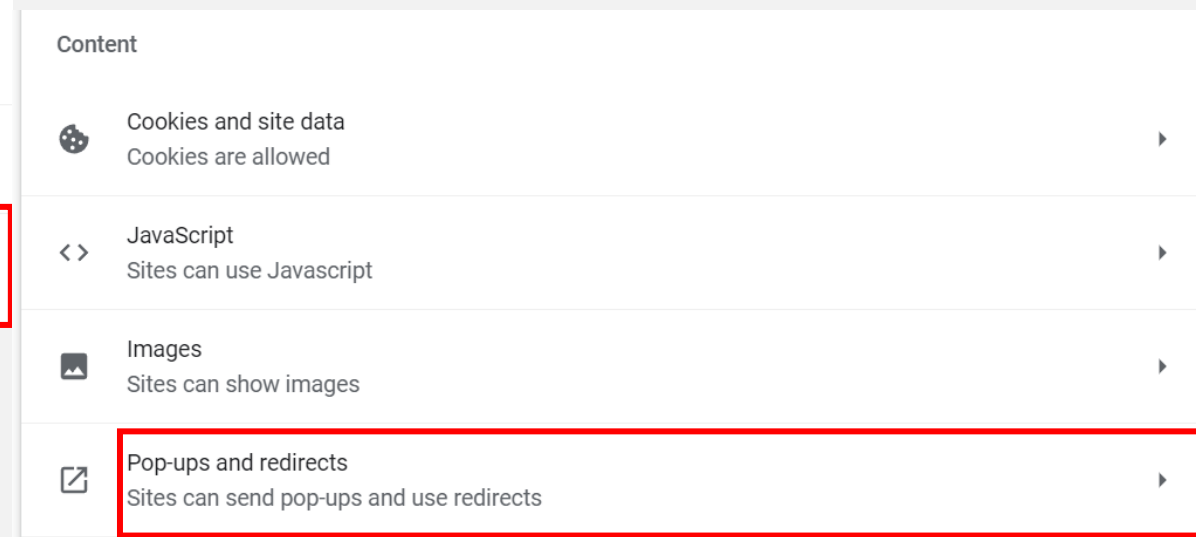 Content
Cookies and site data
Cookies are allowed
JavaScript
Sites can use Javascript
Images
Sites can show images
Pop-ups and redirects
Sites can send pop-ups and use redirects